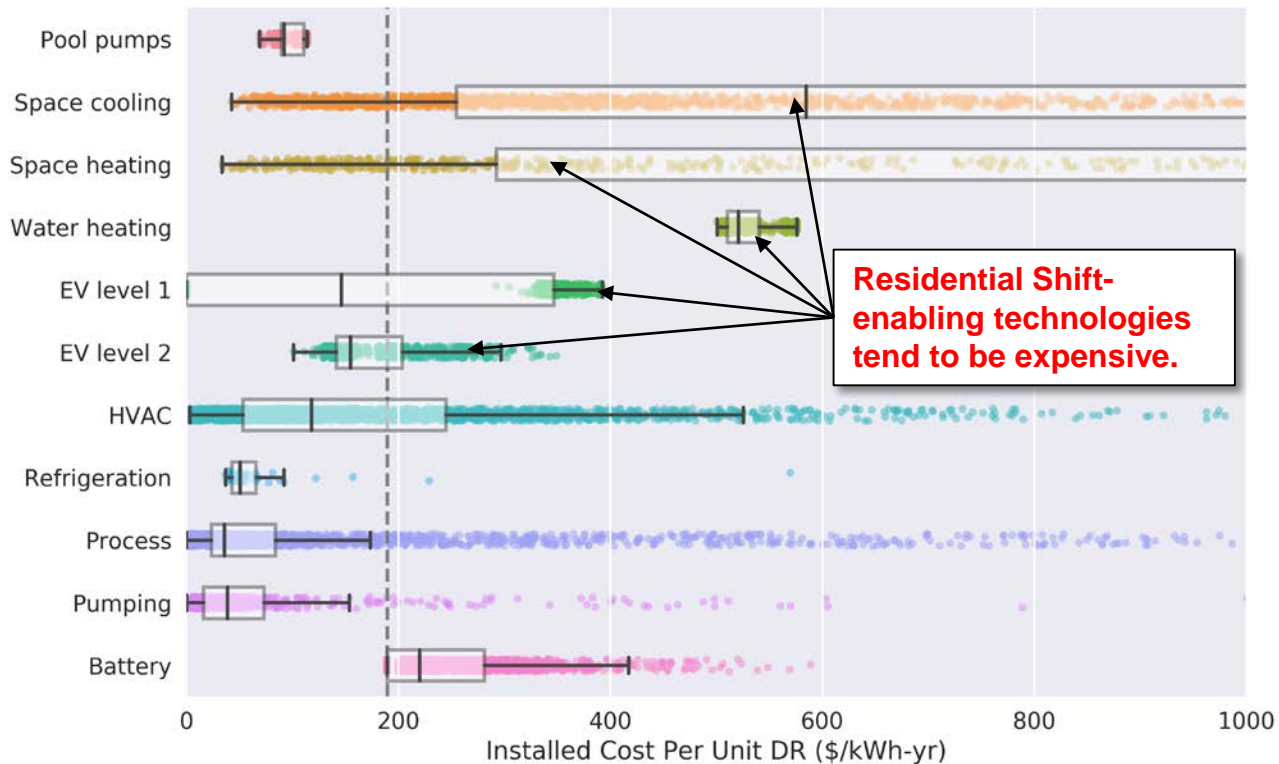 Pool pumps
Space cooling
Space heating
Water heating
EV level 1
EV level 2
HVAC
Refrigeration
Process
Pumping
Battery
Residential Shift-
enabling technologies
tend to be expensive.
0 200 400 600 800 1000
Installed Cost Per Unit DR ($/kWh-yr)